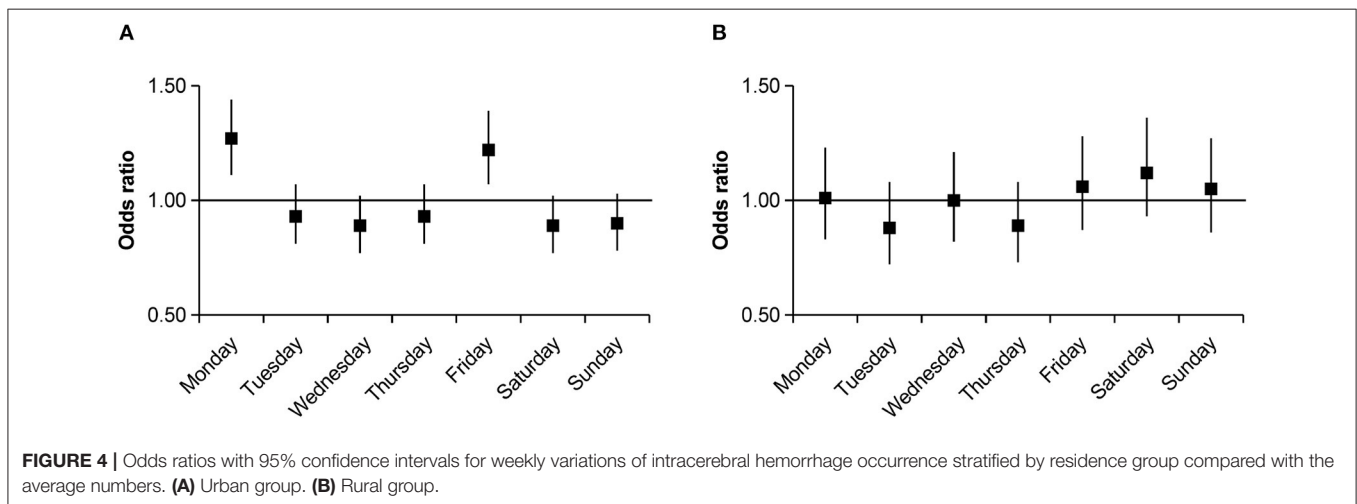 A
1.50
1.00
0.50
Odds ratio
Monday
Tuesday
Wednesday
Thursday
Friday
Saturday
Sunday
B
1.50
1.00
0.50
Odds ratio
Monday
Tuesday
Wednesday
Thursday
Friday
Saturday
Sunday
FIGURE 4 | Odds ratios with 95% confidence intervals for weekly variations of intracerebral hemorrhage occurrence stratified by residence group compared with the
average numbers. (A) Urban group. (B) Rural group.